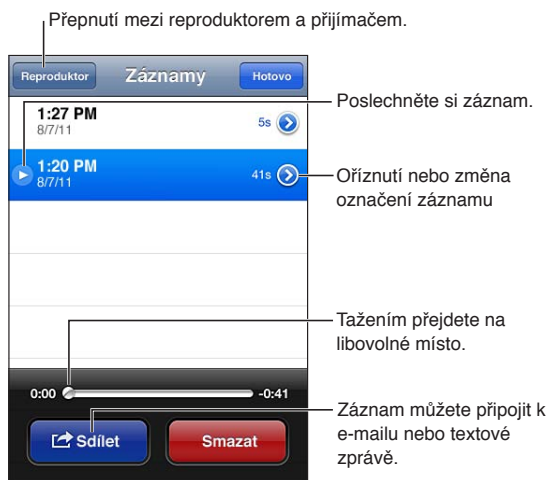 Přepnutí mezi reproduktorem a přijímačem.
Reproduktor Záznamy Hotovo
1:27 PM
8/7/11
5s
Poslechněte si záznam.
1:20 PM
8/7/11
41s
Oříznutí nebo změna
označení záznamu
Tažením přejdete na
libovolné místo.
0:00 -0:41
Sdílet Smazat
Záznam můžete připojit k
e-mailu nebo textové
zprávě.